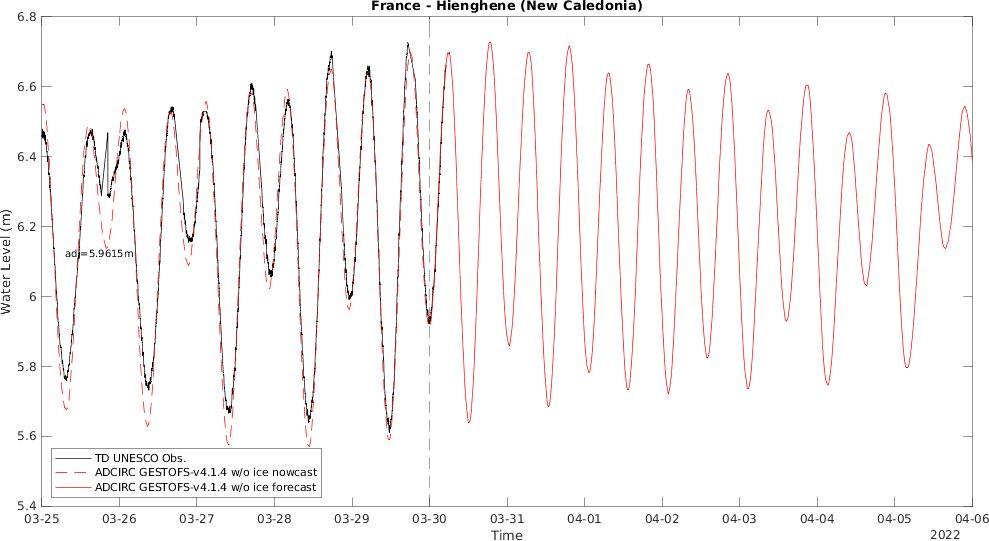 France - Hienghene (New Caledonia)
6.8
6.6
6.4
6.2
6
5.8
5.6
5.4
Water Level (m)
adj=5.9615m
TD UNESCO Obs.
ADCIRC GESTOFS-v4.1.4 w/o ice nowcast
ADCIRC GESTOFS-v4.1.4 w/o ice forecast
03-25 03-26 03-27 03-28 03-29 03-30 03-31 04-01 04-02 04-03 04-04 04-05 04-06
Time
2022